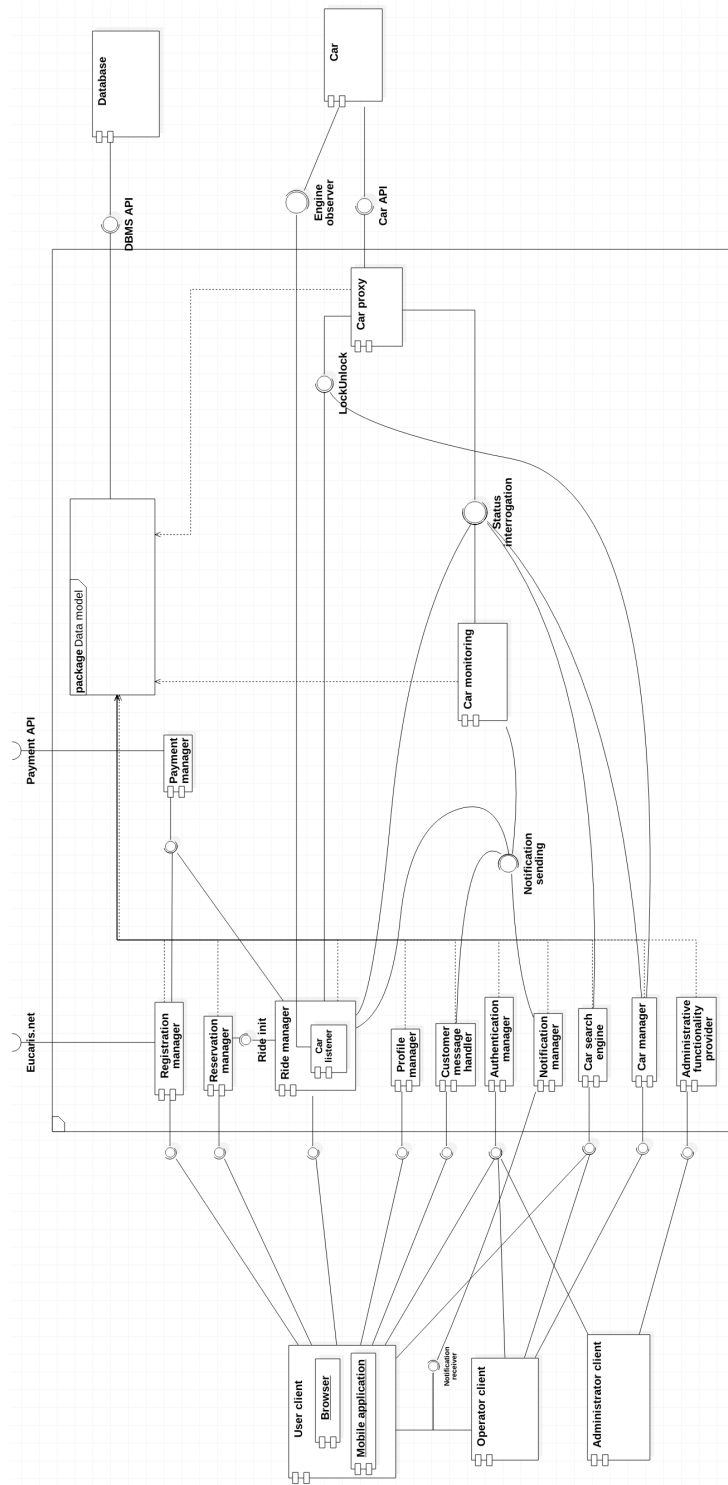 Database
DBMS API
Car
Engine
observer
Car API
Car proxy
LockUnlock
Status
interrogation
package Data model
Car monitoring
Payment API
Payment
manager
Notification
sending
Eucaris.net
Registration
manager
Reservation
manager
Ride init
Ride manager
Car
listener
Profile
manager
Customer
message
handler
Authentication
manager
Notification
manager
Car search
engine
Car manager
Administrative
functionality
provider
User client
Browser
Mobile application
Notification
receiver
Operator client
Administrator client